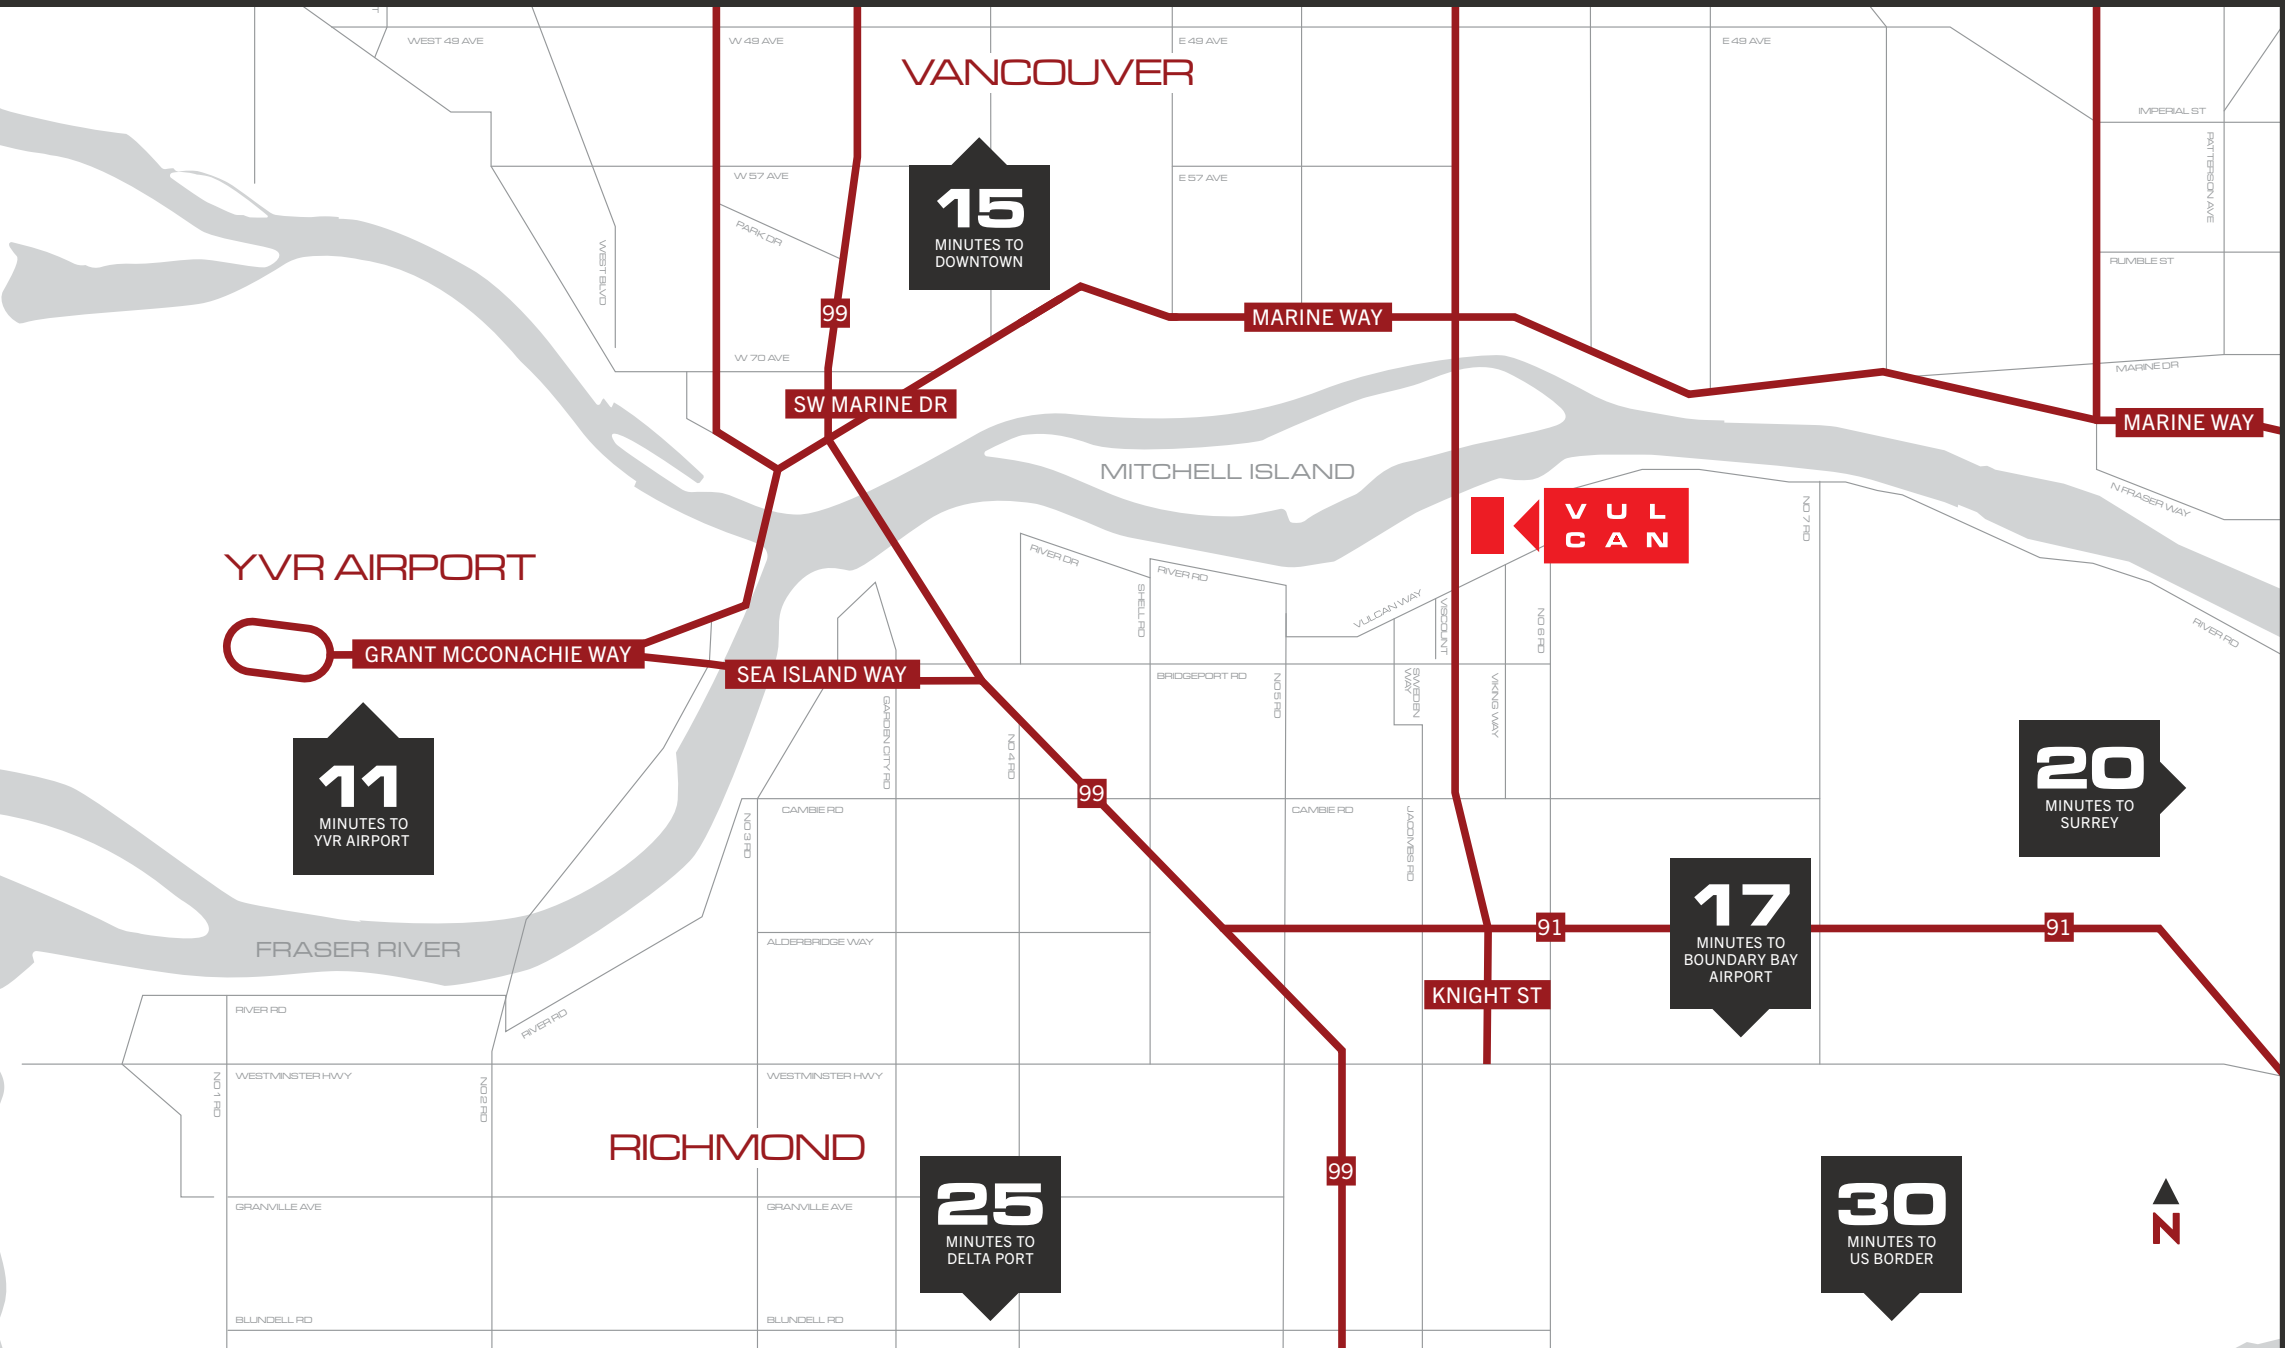 WEST 49 AVE
W 49 AVE
E 49 AVE
E 49 AVE
VANCOUVER
IMPERIAL ST
PATTERSON AVE
W 57 AVE
E 57 AVE
15
MINUTES TO
DOWNTOWN
PARK DR
WEST BLVD
RUMBLE ST
99
MARINE WAY
W 70 AVE
MARINE DR
SW MARINE DR
MARINE WAY
MITCHELL ISLAND
N FRASER WAY
NO 7 RD
VUL
CAN
YVR AIRPORT
RIVER DR
RIVER RD
SHELL RD
VULCAN WAY
VISCOUNT
NO 6 RD
RIVER RD
GRANT MCCONACHIE WAY
SEA ISLAND WAY
BRIDGEPORT RD
NO 5 RD
SWEDEN
WAY
VIKING WAY
GARDEN CITY RD
NO 4 RD
11
MINUTES TO
YVR AIRPORT
20
MINUTES TO
SURREY
99
CAMBIE RD
CAMBIE RD
NO 3 RD
JACOMBS RD
17
MINUTES TO
BOUNDARY BAY
AIRPORT
91
91
FRASER RIVER
ALDERBRIDGE WAY
KNIGHT ST
RIVER RD
RIVER RD
WESTMINSTER HWY
WESTMINSTER HWY
NO 1 RD
NO 2 RD
RICHMOND
99
25
MINUTES TO
DELTA PORT
30
MINUTES TO
US BORDER
N
GRANVILLE AVE
GRANVILLE AVE
BLUNDELL RD
BLUNDELL RD